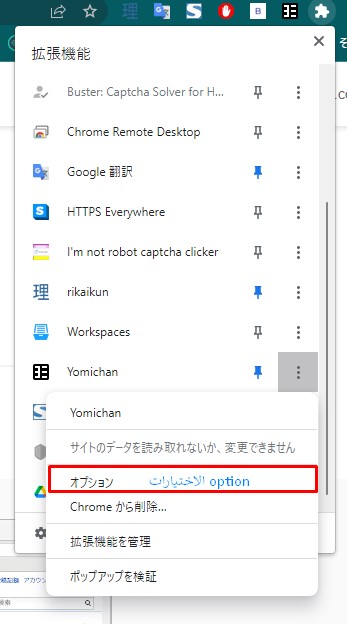 拡張機能
Buster: Captcha Solver for H...
Chrome Remote Desktop
Google 翻訳
HTTPS Everywhere
I'm not robot captcha clicker
理 rikaikun
Workspaces
Yomichan
Yomichan
サイトのデータを読み取れないか、変更できません
オプション الاختيارات option
Chrome から削除...
拡張機能を管理
ポップアップを検証